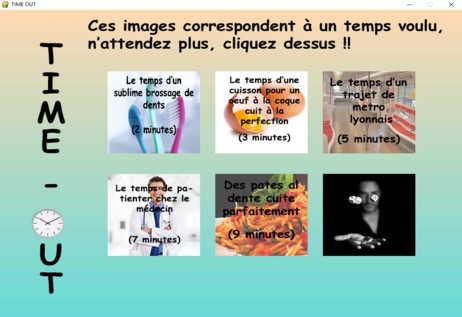 TIME OUT
Ces images correspondent à un temps voulu,
n'attendez plus, cliquez dessus !!
TIME -
UT
Le temps d'un
sublime brossage de
dents
(2 minutes)
Le temps d'une
cuisson pour un
oeuf à la coque
cuit à la
perfection
(3 minutes)
Le temps d'un
trajet de
metro
lyonnais
(5 minutes)
Le temps de pa-
tienter chez le
médecin
(7 minutes)
Des pates al
dente cuite
parfaitement
(9 minutes)